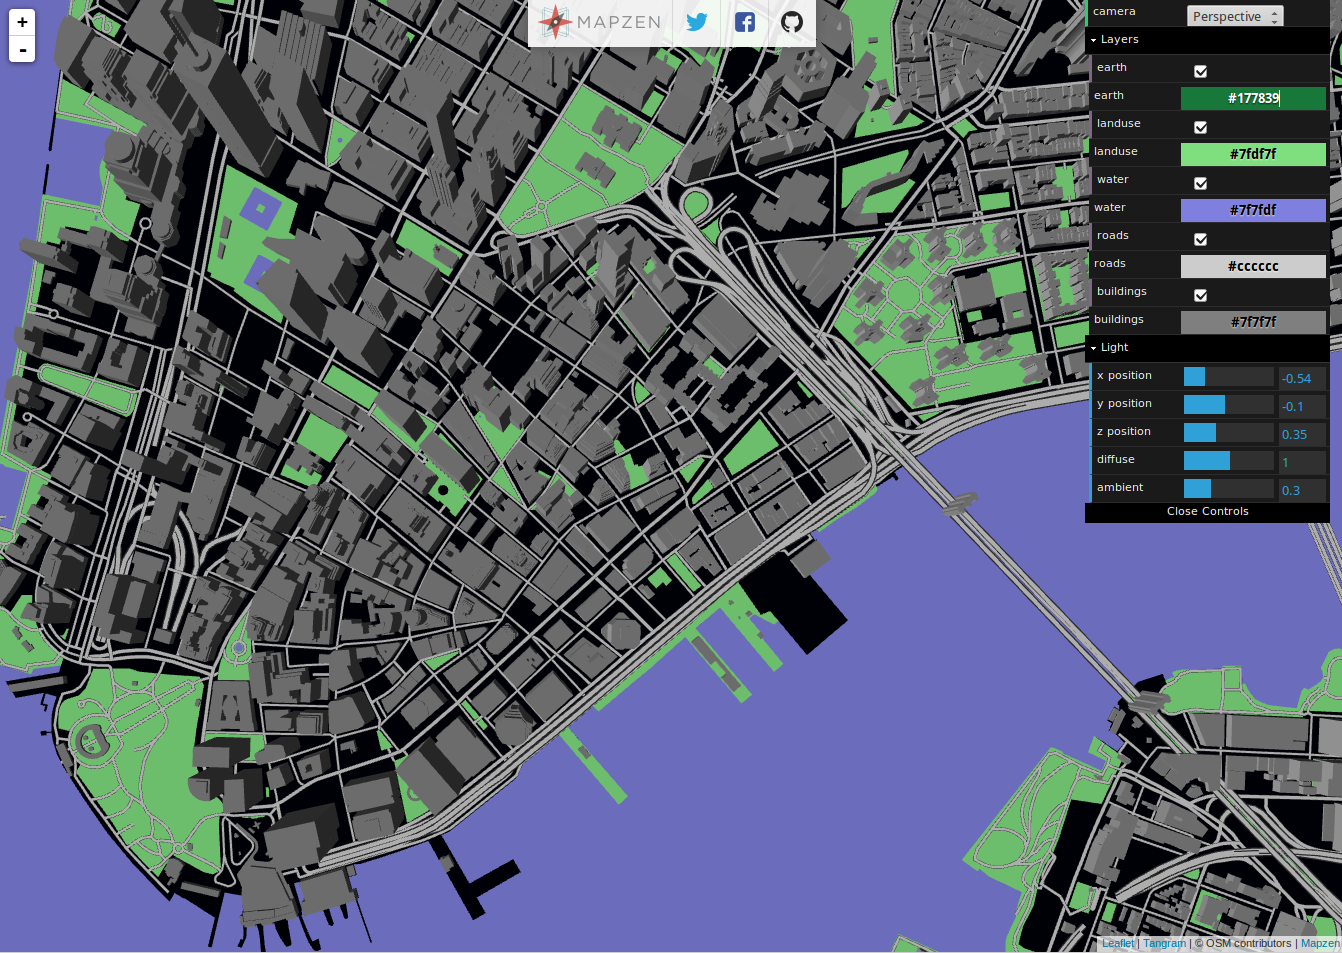 +
-
MAPZEN
camera Perspective
Layers
earth
earth #177839
landuse
landuse #7fdf7f
water
water #7f7fdf
roads
roads #cccccc
buildings
buildings #7f7f7f
Light
x position -0.54
y position -0.1
z position 0.35
diffuse 1
ambient 0.3
Close Controls
Leaflet | Tangram | © OSM contributors | Mapzen